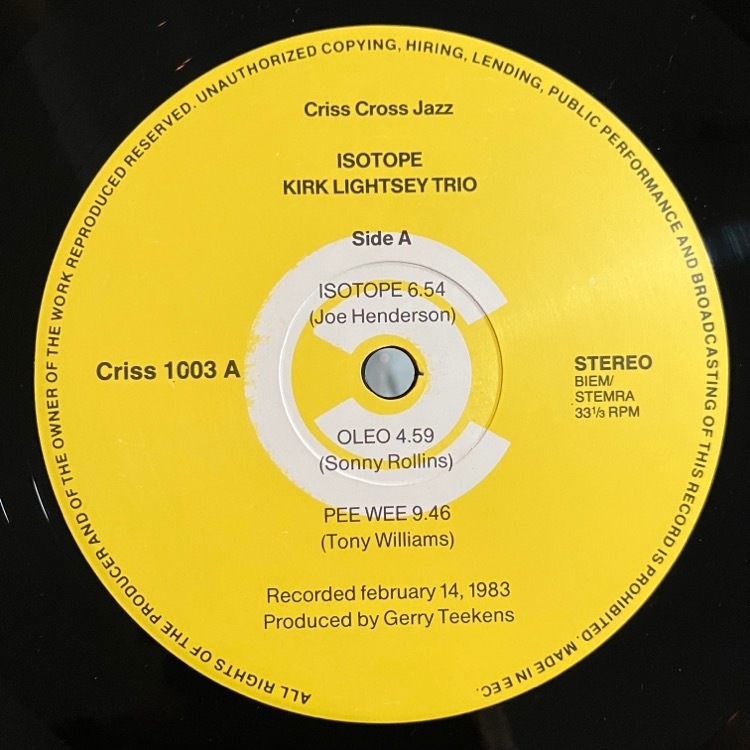 ALL RIGHTS OF THE PRODUCER AND OF THE OWNER OF THE WORK REPRODUCED RESERVED. UNAUTHORIZED COPYING, HIRING, LENDING, PUBLIC PERFORMANCE AND BROADCASTING OF THIS RECORD IS PROHIBITED. MADE IN EEC.
Criss Cross Jazz
ISOTOPE
KIRK LIGHTSEY TRIO
Side A
ISOTOPE 6.54
(Joe Henderson)
Criss 1003 A
STEREO
BIEM/
STEMRA
33⅓ RPM
OLEO 4.59
(Sonny Rollins)
PEE WEE 9.46
(Tony Williams)
Recorded february 14, 1983
Produced by Gerry Teekens